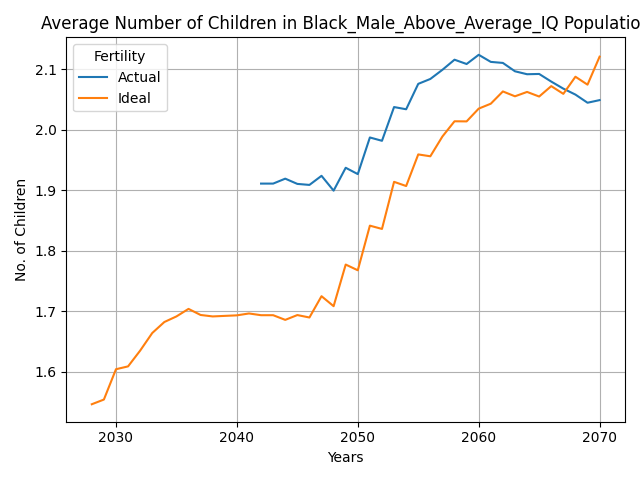 Average Number of Children in Black_Male_Above_Average_IQ Populatio
Fertility
Actual
Ideal
2.1
2.0
1.9
1.8
1.7
1.6
No. of Children
2030 2040 2050 2060 2070
Years